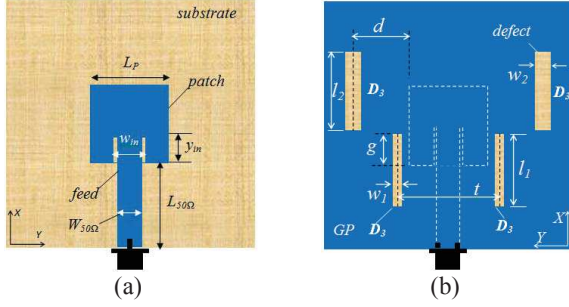 substrate
L_P
patch
w_in
y_in
feed
L_50Ω
W_50Ω
X
Y
(a)
d
defect
l_2
D_3
w_2
D_3
g
l_1
w_1
t
GP
D_3
D_3
X
Y
(b)